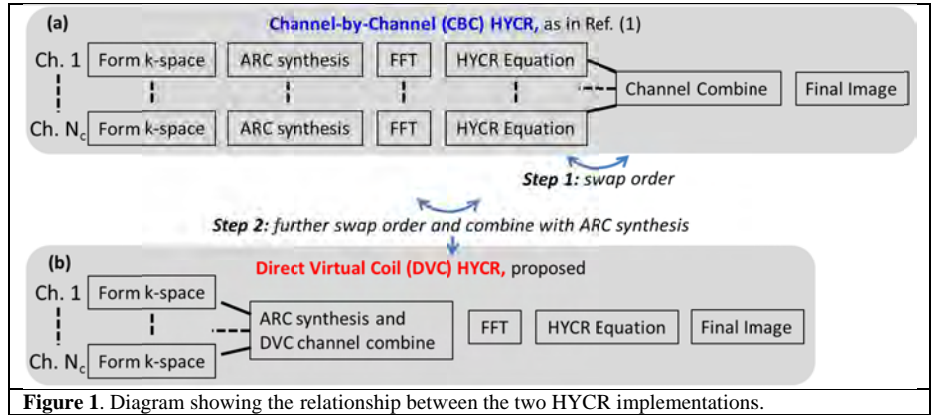 (a) Channel-by-Channel (CBC) HYCR, as in Ref. (1)
Ch. 1 Form k-space ARC synthesis FFT HYCR Equation
Channel Combine Final Image
Ch. Nc Form k-space ARC synthesis FFT HYCR Equation
Step 1: swap order
Step 2: further swap order and combine with ARC synthesis
(b) Direct Virtual Coil (DVC) HYCR, proposed
Ch. 1 Form k-space
ARC synthesis and
DVC channel combine
FFT HYCR Equation Final Image
Ch. Nc Form k-space
Figure 1. Diagram showing the relationship between the two HYCR implementations.